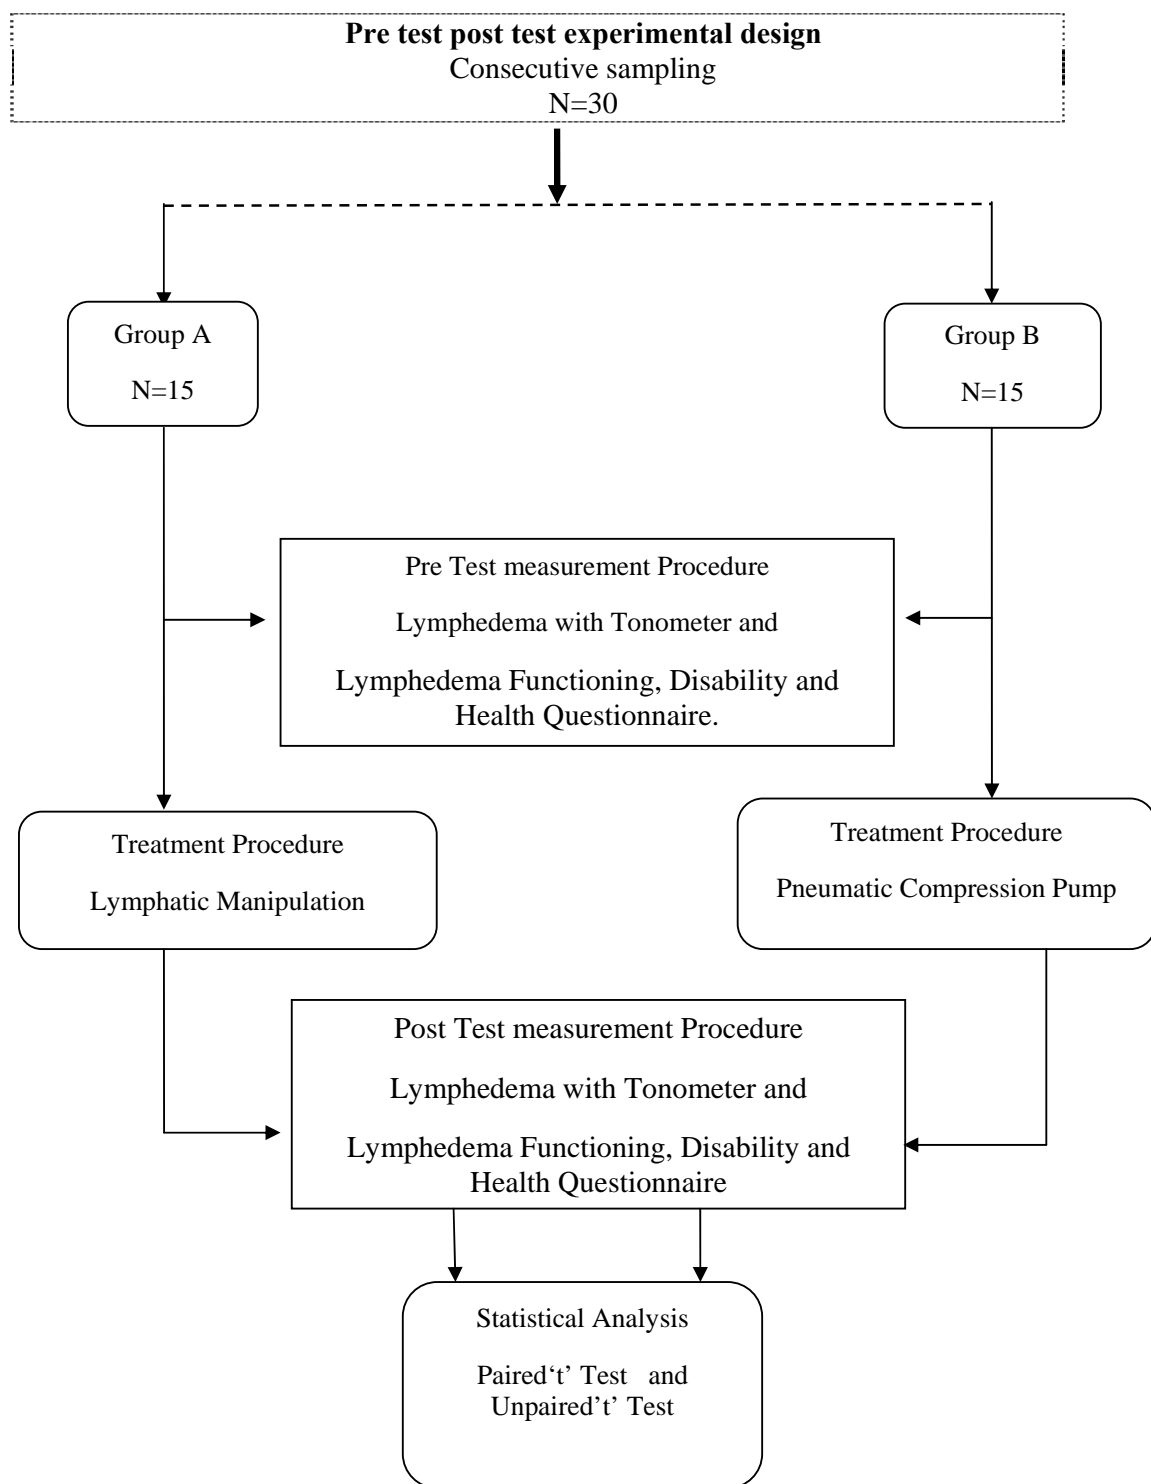 Pre test post test experimental design
Consecutive sampling
N=30
Group A
N=15
Group B
N=15
Pre Test measurement Procedure
Lymphedema with Tonometer and
Lymphedema Functioning, Disability and
Health Questionnaire.
Treatment Procedure
Lymphatic Manipulation
Treatment Procedure
Pneumatic Compression Pump
Post Test measurement Procedure
Lymphedema with Tonometer and
Lymphedema Functioning, Disability and
Health Questionnaire
Statistical Analysis
Paired‘t’ Test and
Unpaired’t’ Test